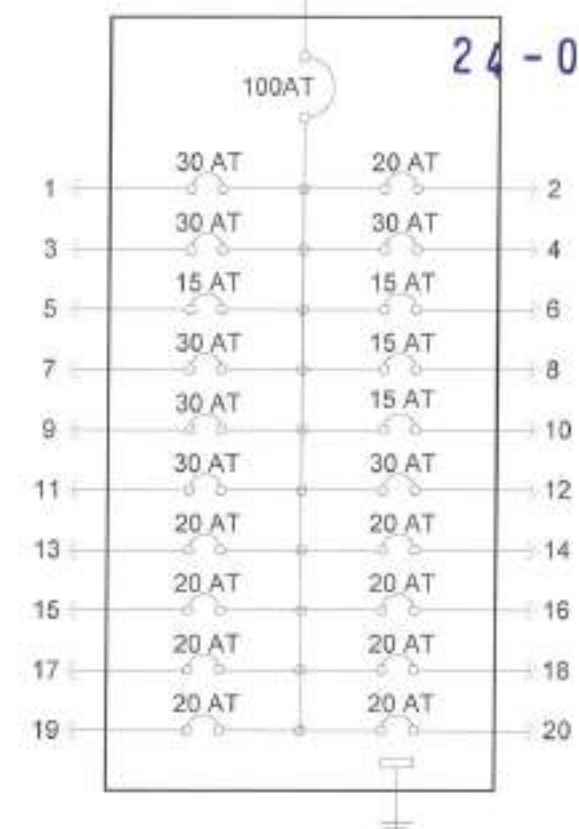 24-0
100AT
30 AT 20 AT
1 2
30 AT 30 AT
3 4
15 AT 15 AT
5 6
30 AT 15 AT
7 8
30 AT 15 AT
9 10
30 AT 30 AT
11 12
20 AT 20 AT
13 14
20 AT 20 AT
15 16
20 AT 20 AT
17 18
20 AT 20 AT
19 20